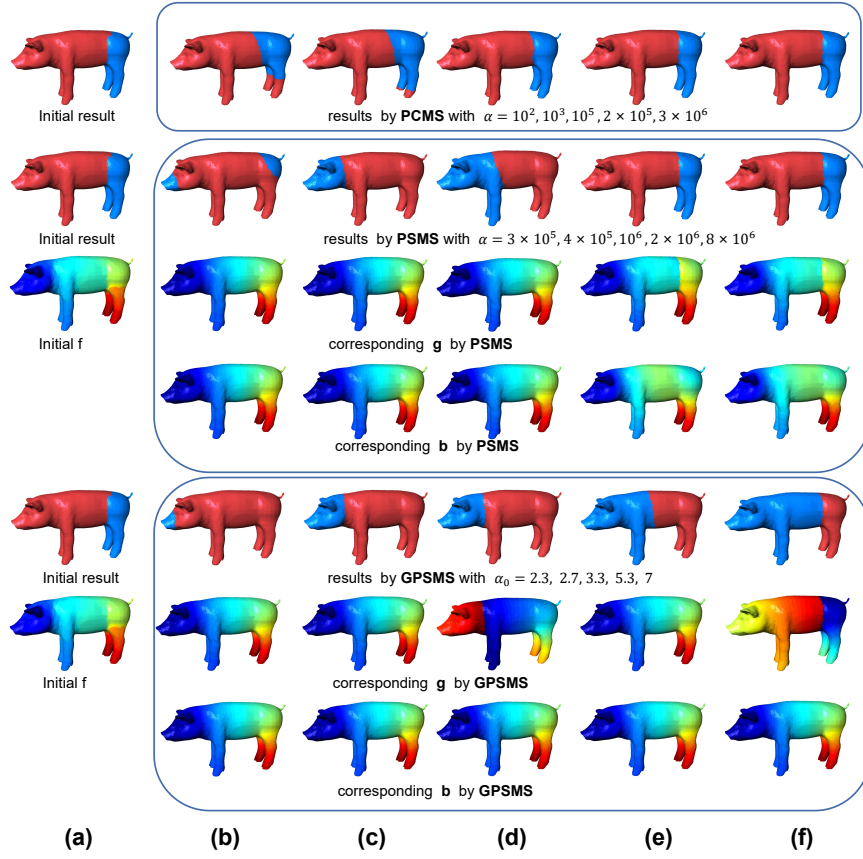 Initial result
results by PCMS with α = 10², 10³, 10⁵, 2 × 10⁵, 3 × 10⁶
Initial result
results by PSMS with α = 3 × 10⁵, 4 × 10⁵, 10⁶, 2 × 10⁶, 8 × 10⁶
Initial f
corresponding g by PSMS
corresponding b by PSMS
Initial result
results by GPSMS with α₀ = 2.3, 2.7, 3.3, 5.3, 7
Initial f
corresponding g by GPSMS
corresponding b by GPSMS
(a) (b) (c) (d) (e) (f)